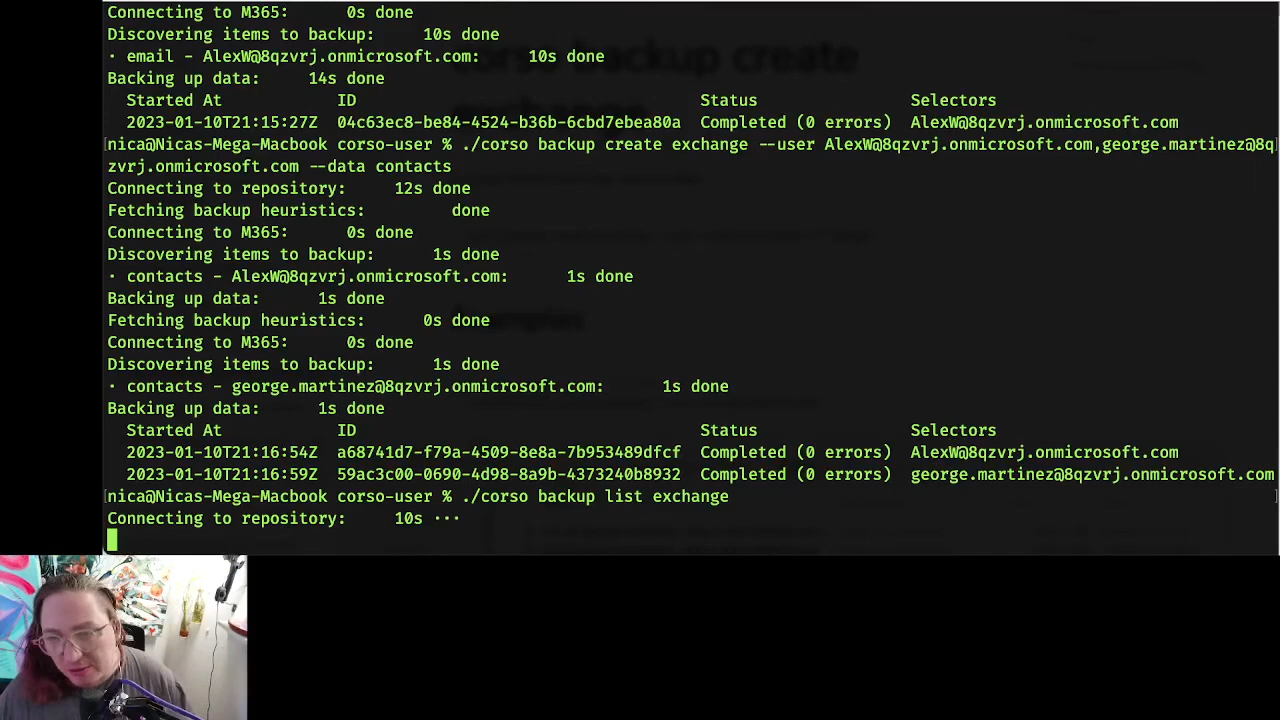 Connecting to M365: 0s done
Discovering items to backup: 10s done
· email - AlexW@8qzvrj.onmicrosoft.com: 10s done
Backing up data: 14s done
Started At ID Status Selectors
2023-01-10T21:15:27Z 04c63ec8-be84-4524-b36b-6cbd7ebea80a Completed (0 errors) AlexW@8qzvrj.onmicrosoft.com
[nica@Nicas-Mega-Macbook corso-user % ./corso backup create exchange --user AlexW@8qzvrj.onmicrosoft.com,george.martinez@8q]
zvrj.onmicrosoft.com --data contacts
Connecting to repository: 12s done
Fetching backup heuristics: done
Connecting to M365: 0s done
Discovering items to backup: 1s done
· contacts - AlexW@8qzvrj.onmicrosoft.com: 1s done
Backing up data: 1s done
Fetching backup heuristics: 0s done
Connecting to M365: 0s done
Discovering items to backup: 1s done
· contacts - george.martinez@8qzvrj.onmicrosoft.com: 1s done
Backing up data: 1s done
Started At ID Status Selectors
2023-01-10T21:16:54Z a68741d7-f79a-4509-8e8a-7b953489dfcf Completed (0 errors) AlexW@8qzvrj.onmicrosoft.com
2023-01-10T21:16:59Z 59ac3c00-0690-4d98-8a9b-4373240b8932 Completed (0 errors) george.martinez@8qzvrj.onmicrosoft.com
[nica@Nicas-Mega-Macbook corso-user % ./corso backup list exchange ]
Connecting to repository: 10s ···
corso backup create
exchange
Examples